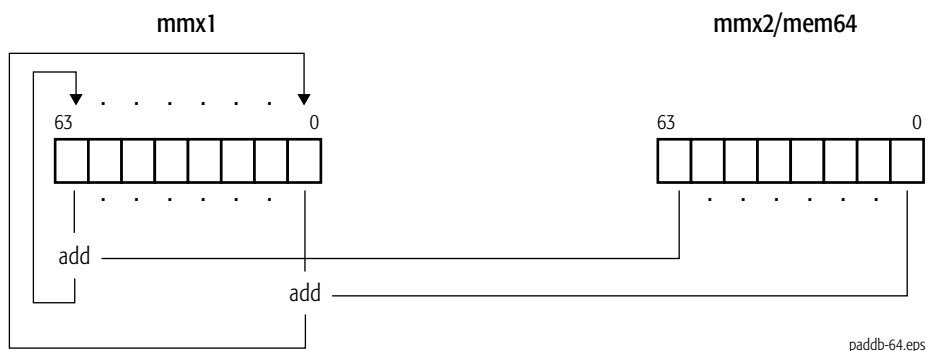 mmx1 mmx2/mem64
. . . . . .
63 0 63 0
. . . . . . . . . . . .
add
add
paddb-64.eps